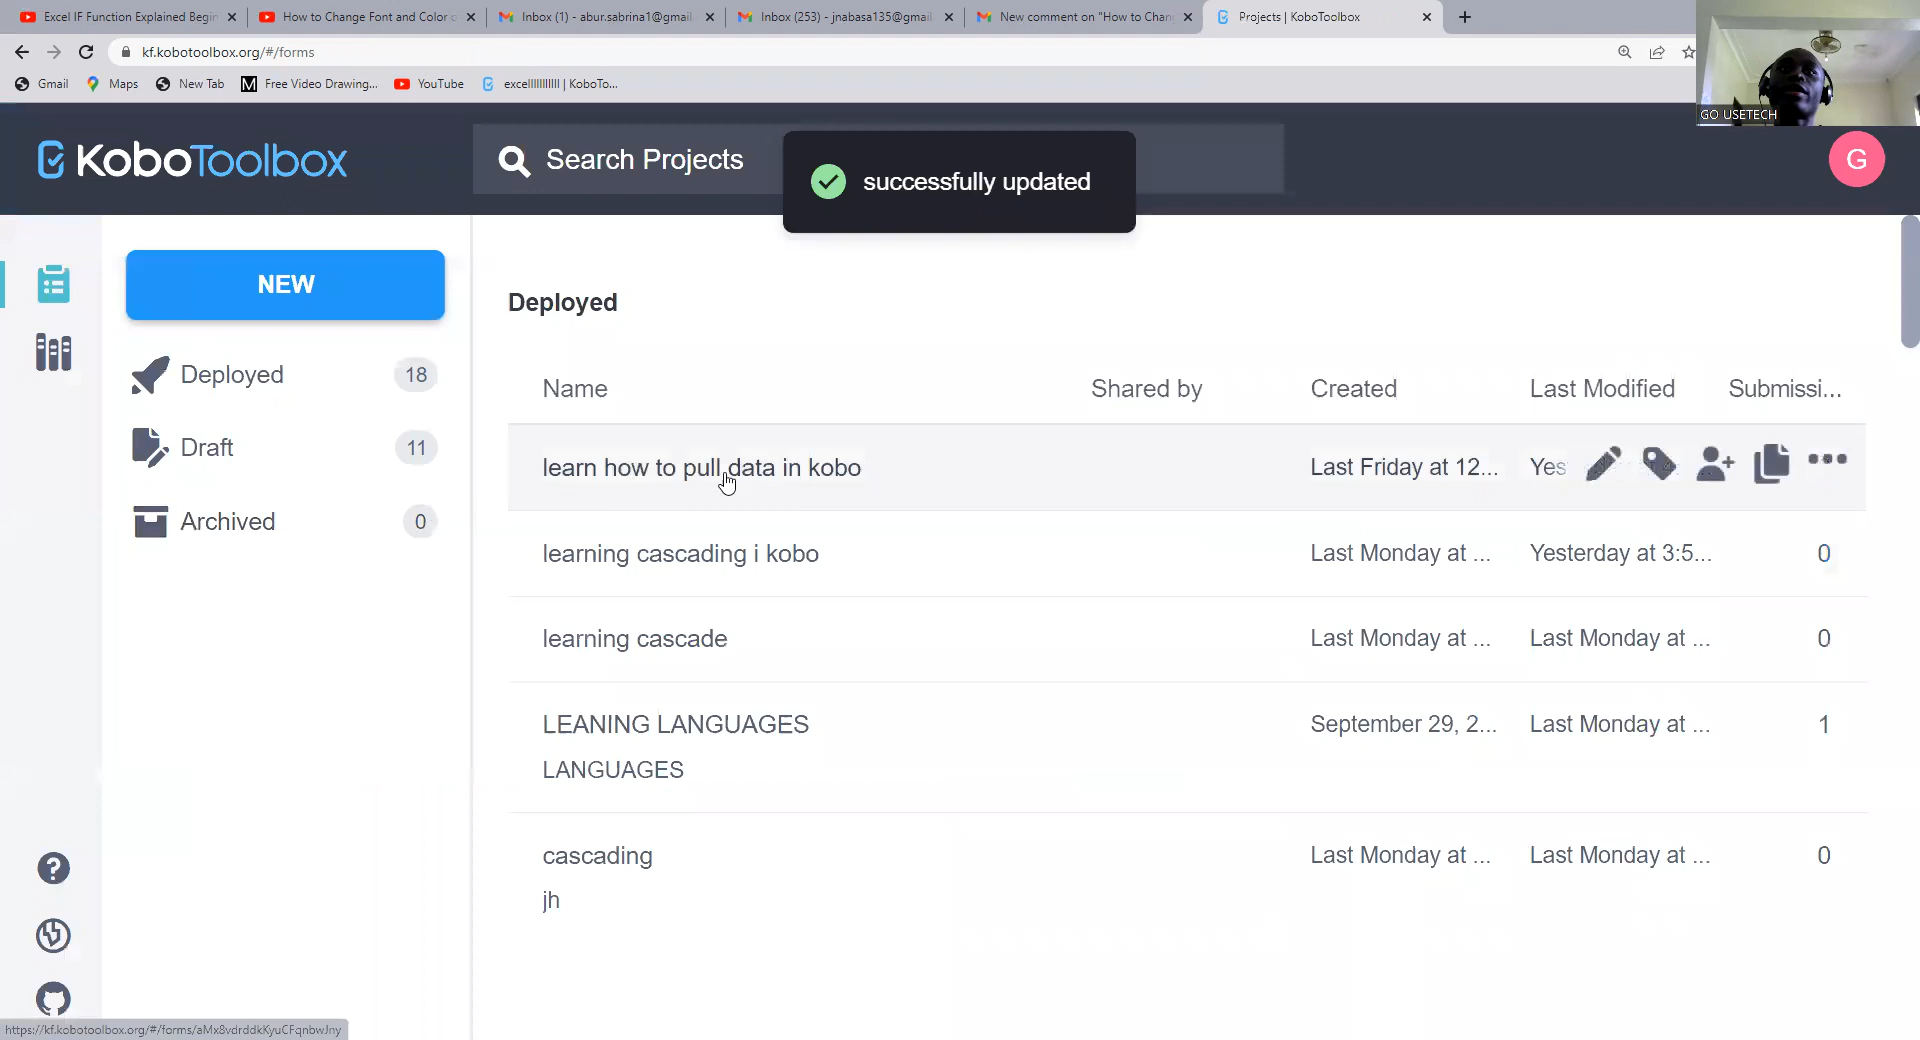 Excel IF Function Explained Begin
How to Change Font and Color
Inbox (1) - abur.sabrina1@gmail
Inbox (253) - jnabasa135@gmail
New comment on "How to Chan
Projects | KoboToolbox
kf.kobotoolbox.org/#/forms
Gmail
Maps
New Tab
Free Video Drawing...
YouTube
excellllllllllll | KoboTo...
GO USETECH
KoboToolbox
Search Projects
successfully updated
G
NEW
Deployed 18
Draft 11
Archived 0
Deployed
Name Shared by Created Last Modified Submissi...
learn how to pull data in kobo Last Friday at 12... Yes
learning cascading i kobo Last Monday at ... Yesterday at 3:5... 0
learning cascade Last Monday at ... Last Monday at ... 0
LEANING LANGUAGES September 29, 2... Last Monday at ... 1
LANGUAGES
cascading Last Monday at ... Last Monday at ... 0
jh
https://kf.kobotoolbox.org/#/forms/aMx8vdrddkKyuCFqnbwJny